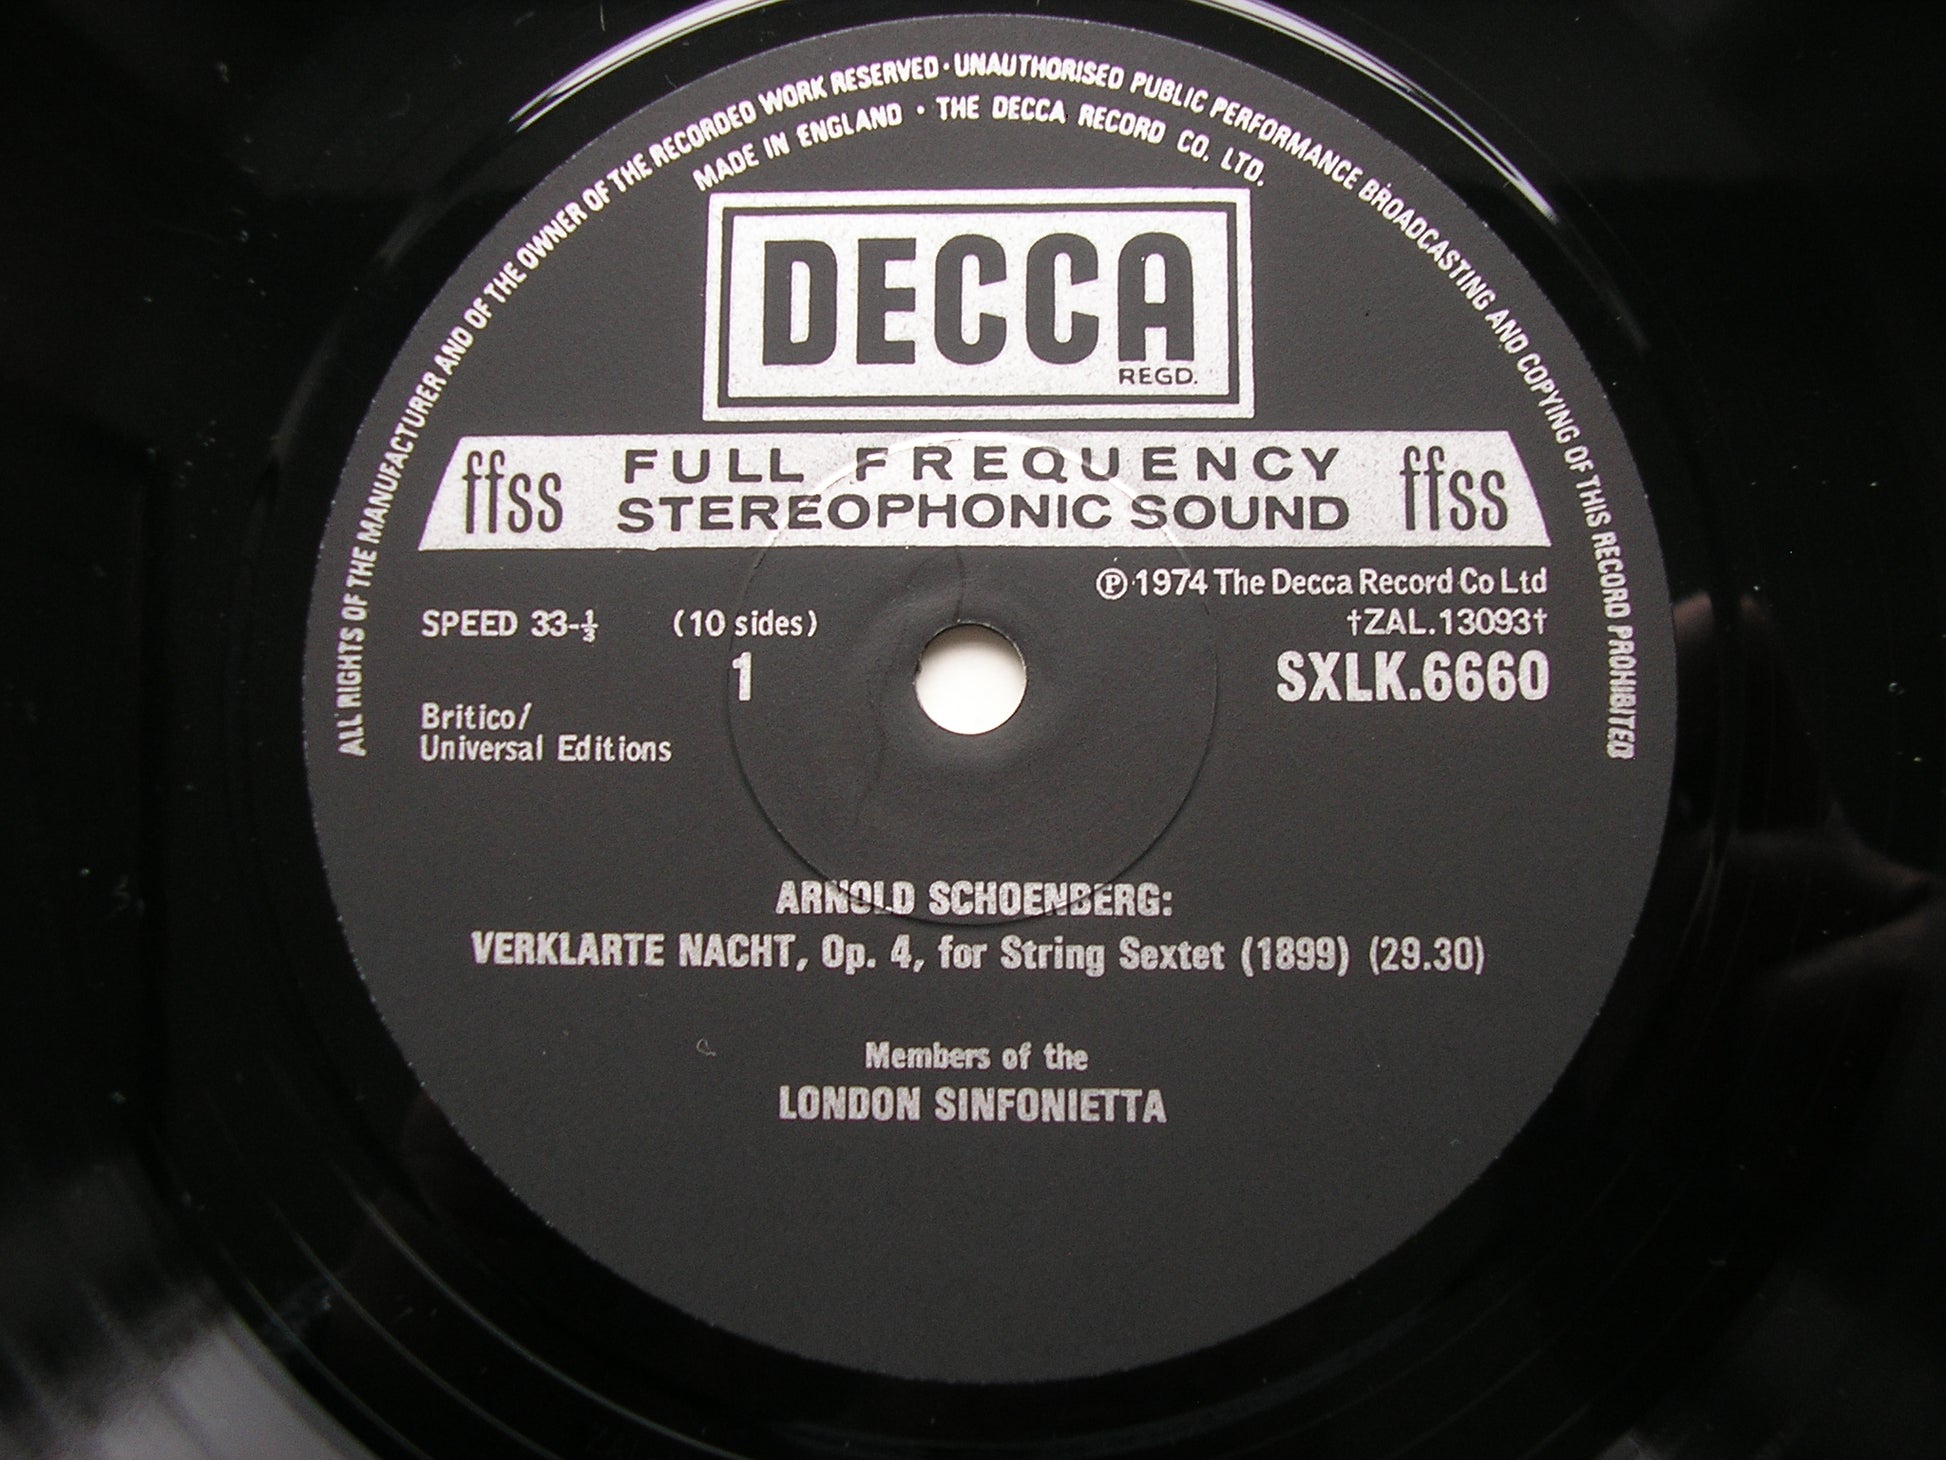 ALL RIGHTS OF THE MANUFACTURER AND OF THE OWNER OF THE RECORDED WORK RESERVED · UNAUTHORISED PUBLIC PERFORMANCE BROADCASTING AND COPYING OF THIS RECORD PROHIBITED
MADE IN ENGLAND · THE DECCA RECORD CO. LTD.
DECCA
REGD.
ffss FULL FREQUENCY ffss
STEREOPHONIC SOUND
℗ 1974 The Decca Record Co Ltd
SPEED 33-⅓ (10 sides) †ZAL.13093†
1 SXLK.6660
Britico/
Universal Editions
ARNOLD SCHOENBERG:
VERKLARTE NACHT, Op. 4, for String Sextet (1899) (29.30)
Members of the
LONDON SINFONIETTA